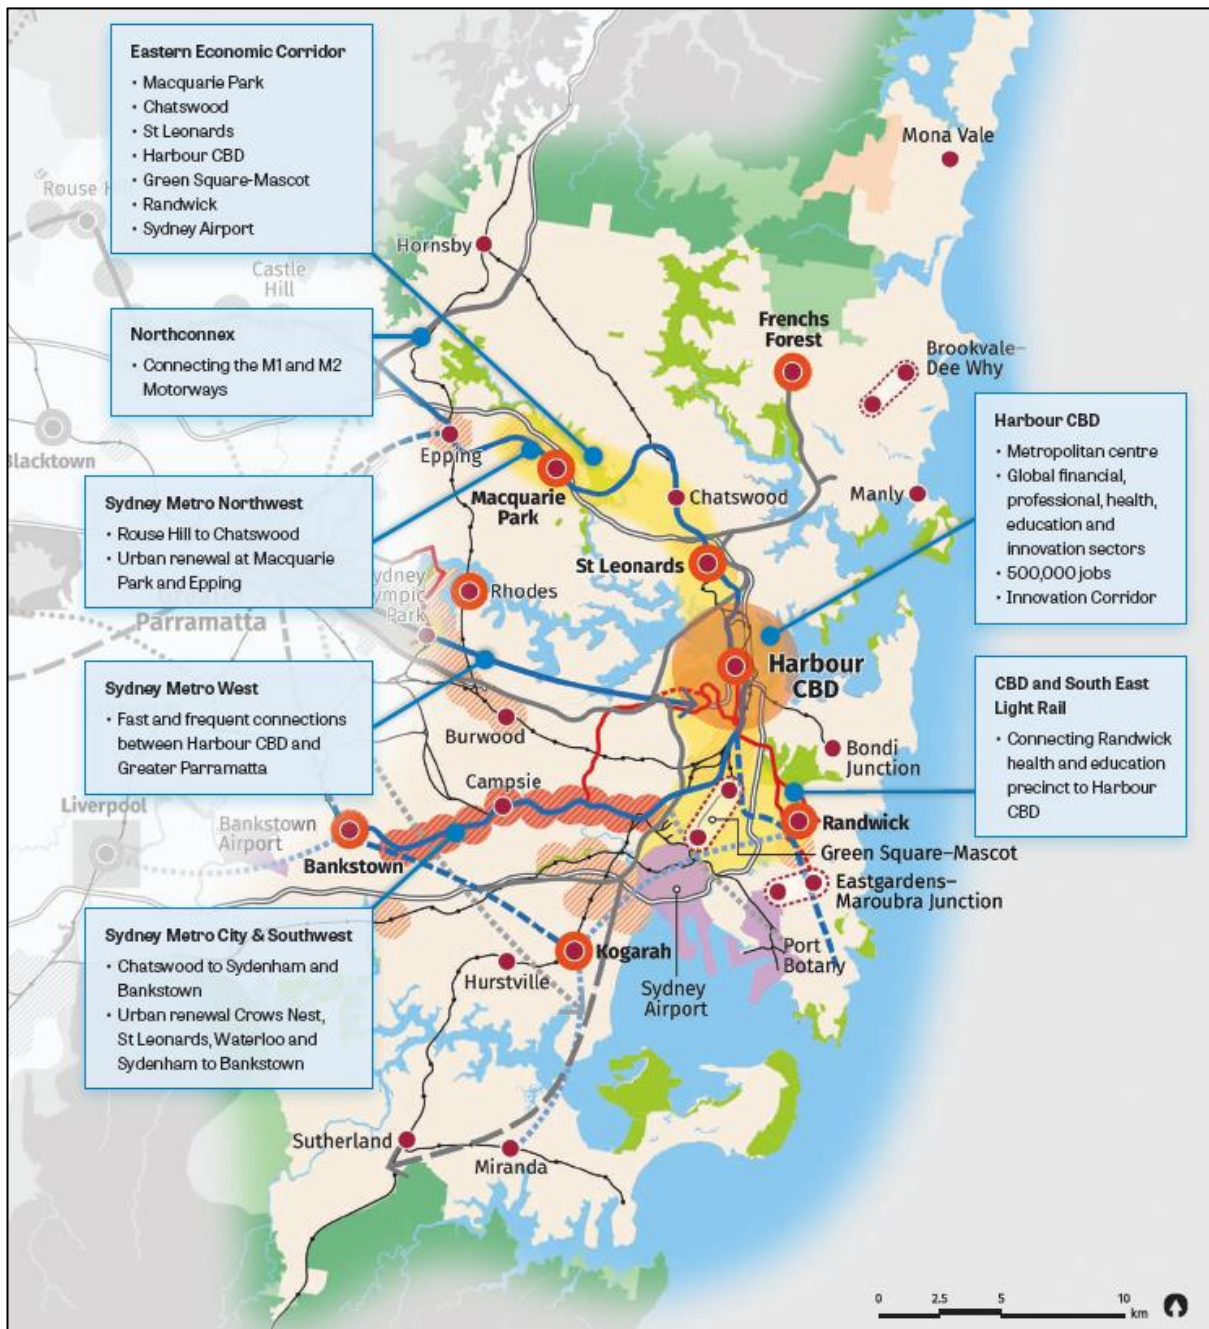 Eastern Economic Corridor
• Macquarie Park
• Chatswood
• St Leonards
• Harbour CBD
• Green Square-Mascot
• Randwick
• Sydney Airport
Mona Vale
Rouse
Hornsby
Castle
Hill
Northconnex
• Connecting the M1 and M2
Motorways
Frenchs
Forest
Brookvale–
Dee Why
Blacktown
Epping
Macquarie
Park
Chatswood
Manly
Harbour CBD
• Metropolitan centre
• Global financial,
professional, health,
education and
innovation sectors
• 500,000 jobs
• Innovation Corridor
Sydney Metro Northwest
• Rouse Hill to Chatswood
• Urban renewal at Macquarie
Park and Epping
St Leonards
Rhodes
Park
Parramatta
Harbour
CBD
Sydney Metro West
• Fast and frequent connections
between Harbour CBD and
Greater Parramatta
CBD and South East
Light Rail
• Connecting Randwick
health and education
precinct to Harbour
CBD
Burwood
Bondi
Junction
Campsie
Liverpool
Bankstown
Airport
Bankstown
Randwick
Green Square–Mascot
Eastgardens–
Maroubra Junction
Sydney Metro City & Southwest
• Chatswood to Sydenham and
Bankstown
• Urban renewal Crows Nest,
St Leonards, Waterloo and
Sydenham to Bankstown
Kogarah
Hurstville
Port
Botany
Sydney
Airport
Sutherland
Miranda
0 2.5 5 10
km